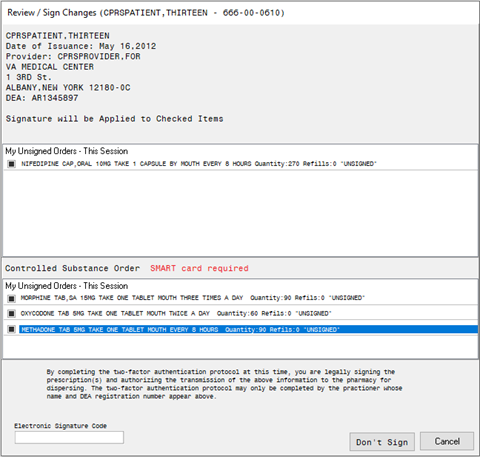 Review / Sign Changes (CPRSPATIENT,THIRTEEN - 666-00-0610)
CPRSPATIENT,THIRTEEN
Date of Issuance: May 16,2012
Provider: CPRSPROVIDER,FOR
VA MEDICAL CENTER
1 3RD St.
ALBANY,NEW YORK 12180-0C
DEA: AR1345897
Signature will be Applied to Checked Items
My Unsigned Orders - This Session
NIFEDIPINE CAP,ORAL 10MG TAKE 1 CAPSULE BY MOUTH EVERY 8 HOURS Quantity:270 Refills:0 *UNSIGNED*
Controlled Substance Order SMART card required
My Unsigned Orders - This Session
MORPHINE TAB,SA 15MG TAKE ONE TABLET MOUTH THREE TIMES A DAY Quantity:90 Refills:0 *UNSIGNED*
OXYCODONE TAB 5MG TAKE ONE TABLET MOUTH TWICE A DAY Quantity:60 Refills:0 *UNSIGNED*
METHADONE TAB 5MG TAKE ONE TABLET MOUTH EVERY 8 HOURS Quantity:90 Refills:0 *UNSIGNED*
By completing the two-factor authentication protocol at this time, you are legally signing the
prescription(s) and authorizing the transmission of the above information to the pharmacy for
dispersing. The two-factor authentication protocol may only be completed by the practioner whose
name and DEA registration number appear above.
Electronic Signature Code
Don't Sign
Cancel